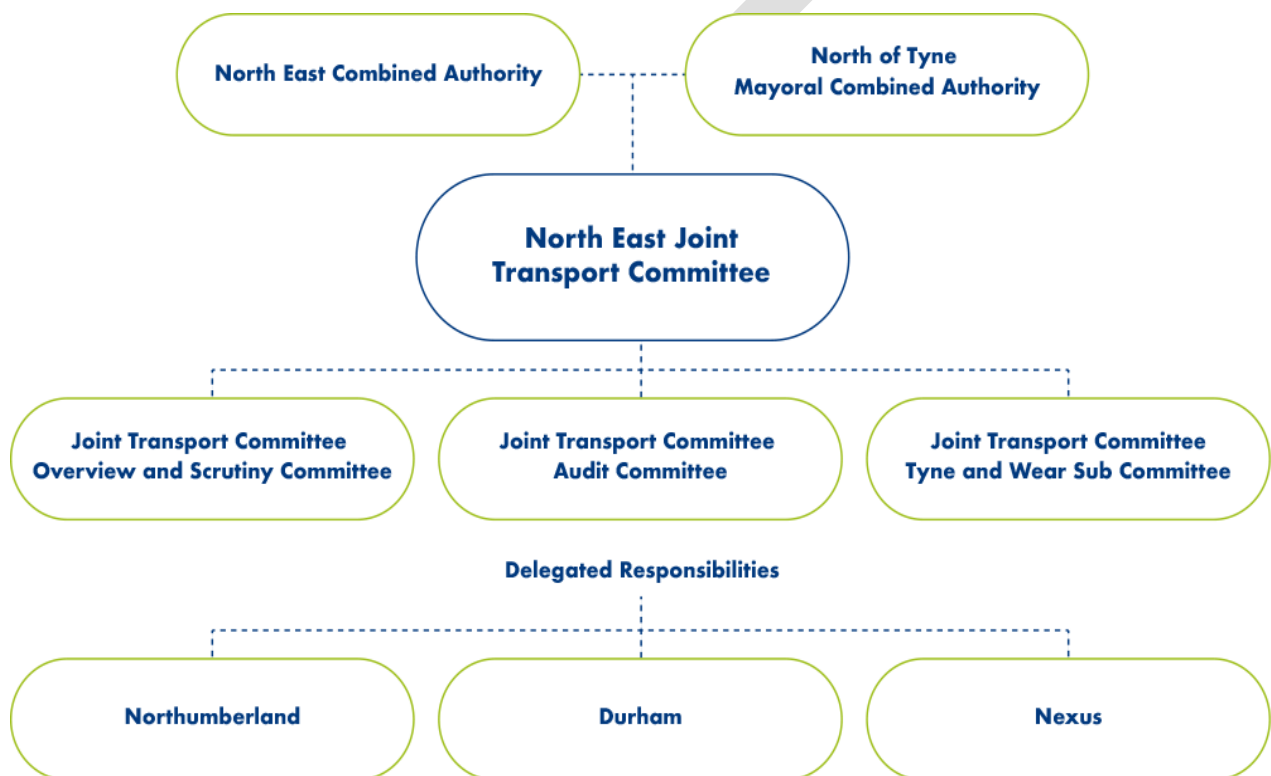 North East Combined Authority
North of Tyne
Mayoral Combined Authority
North East Joint
Transport Committee
Joint Transport Committee
Overview and Scrutiny Committee
Joint Transport Committee
Audit Committee
Joint Transport Committee
Tyne and Wear Sub Committee
Delegated Responsibilities
Northumberland
Durham
Nexus